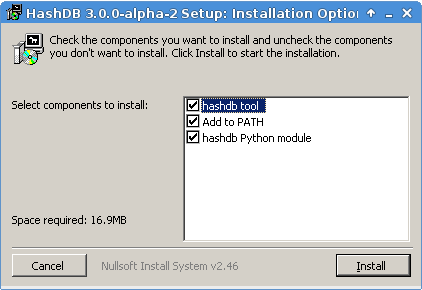 HashDB 3.0.0-alpha-2 Setup: Installation Option
Check the components you want to install and uncheck the components
you don't want to install. Click Install to start the installation.
Select components to install:
hashdb tool
Add to PATH
hashdb Python module
Space required: 16.9MB
Cancel
Nullsoft Install System v2.46
Install